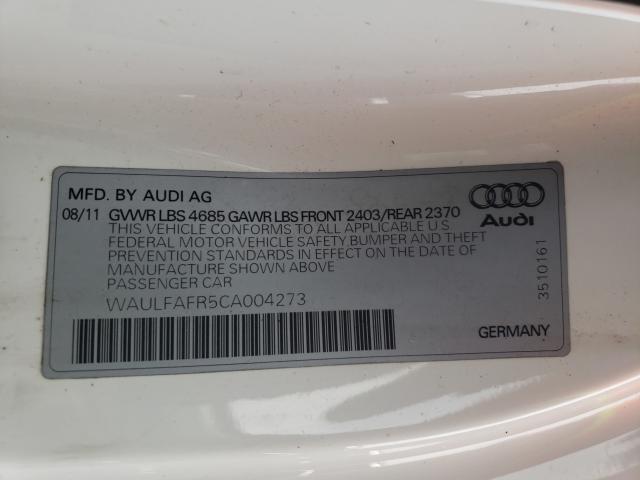 MFD. BY AUDI AG
08/11 GVWR LBS 4685 GAWR LBS FRONT 2403/REAR 2370
THIS VEHICLE CONFORMS TO ALL APPLICABLE U S
FEDERAL MOTOR VEHICLE SAFETY BUMPER AND THEFT
PREVENTION STANDARDS IN EFFECT ON THE DATE OF
MANUFACTURE SHOWN ABOVE
PASSENGER CAR
WAULFAFR5CA004273
Audi
3510161
GERMANY